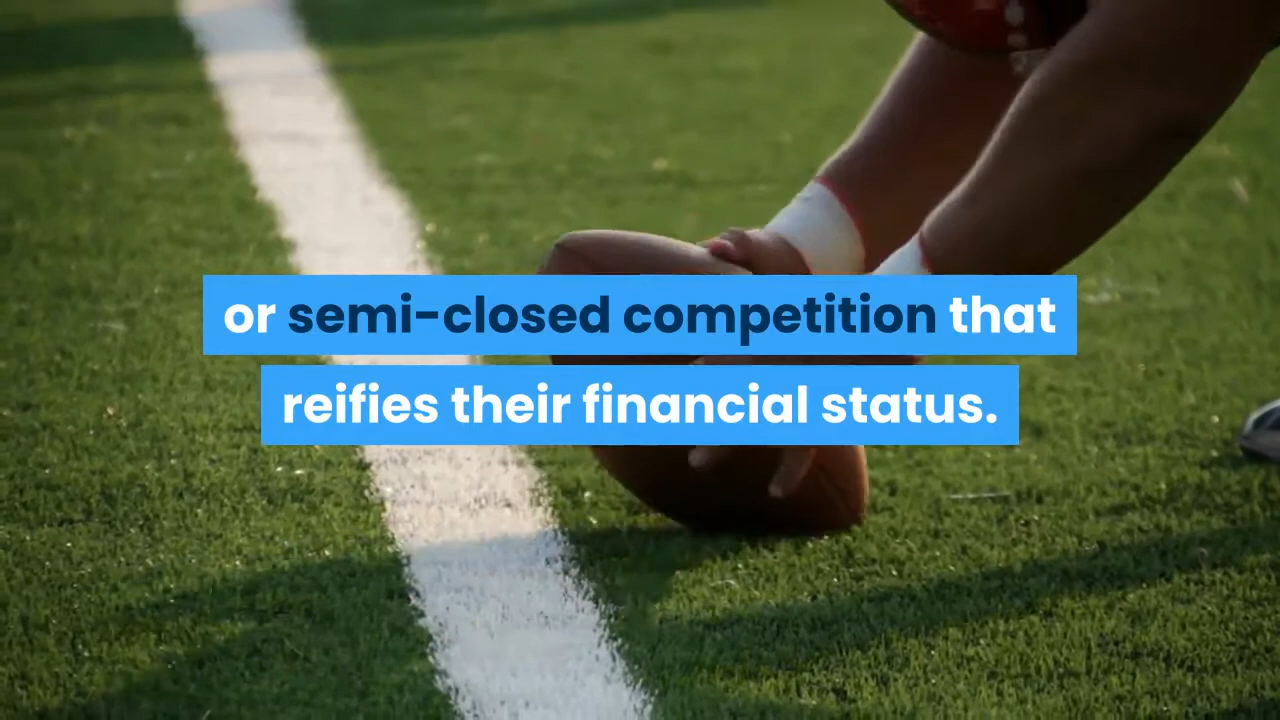 or semi-closed competition that
reifies their financial status.